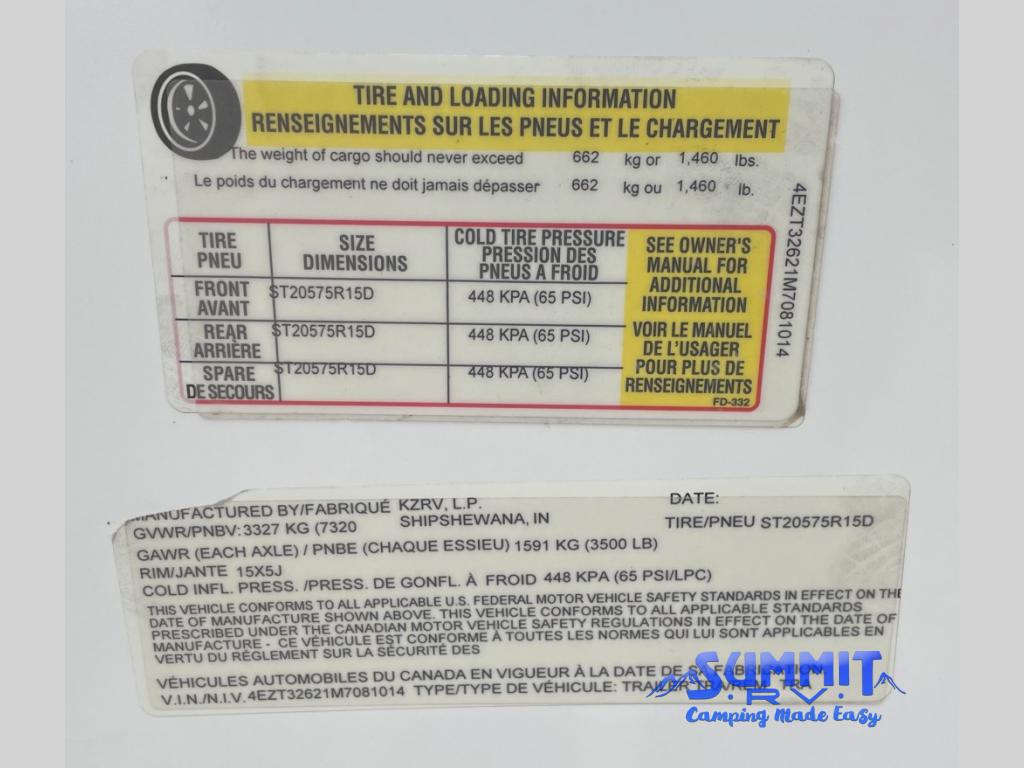 TIRE AND LOADING INFORMATION
RENSEIGNEMENTS SUR LES PNEUS ET LE CHARGEMENT
The weight of cargo should never exceed 662 kg or 1,460 lbs.
Le poids du chargement ne doit jamais dépasser 662 kg ou 1,460 lb.
TIRE PNEU SIZE DIMENSIONS COLD TIRE PRESSURE PRESSION DES PNEUS A FROID
FRONT AVANT ST20575R15D 448 KPA (65 PSI)
REAR ARRIÈRE ST20575R15D 448 KPA (65 PSI)
SPARE DE SECOURS ST20575R15D 448 KPA (65 PSI)
SEE OWNER'S
MANUAL FOR
ADDITIONAL
INFORMATION
VOIR LE MANUEL
DE L'USAGER
POUR PLUS DE
RENSEIGNEMENTS
FD-332
4EZT32621M7081014
MANUFACTURED BY/FABRIQUÉ KZRV, L.P. DATE:
GVWR/PNBV: 3327 KG (7320 SHIPSHEWANA, IN TIRE/PNEU ST20575R15D
GAWR (EACH AXLE) / PNBE (CHAQUE ESSIEU) 1591 KG (3500 LB)
RIM/JANTE 15X5J
COLD INFL. PRESS. /PRESS. DE GONFL. À FROID 448 KPA (65 PSI/LPC)
THIS VEHICLE CONFORMS TO ALL APPLICABLE U.S. FEDERAL MOTOR VEHICLE SAFETY STANDARDS IN EFFECT ON THE
DATE OF MANUFACTURE SHOWN ABOVE. THIS VEHICLE CONFORMS TO ALL APPLICABLE STANDARDS
PRESCRIBED UNDER THE CANADIAN MOTOR VEHICLE SAFETY REGULATIONS IN EFFECT ON THE DATE OF
MANUFACTURE - CE VÉHICULE EST CONFORME À TOUTES LES NORMES QUI LUI SONT APPLICABLES EN
VERTU DU RÉGLEMENT SUR LA SÉCURITÉ DES
VÉHICULES AUTOMOBILES DU CANADA EN VIGUEUR À LA DATE DE SA FABRICATION
V.I.N./N.I.V. 4EZT32621M7081014 TYPE/TYPE DE VÉHICULE: TRAILER TRA/REM TRA
SUMMIT
R.V.
Camping Made Easy